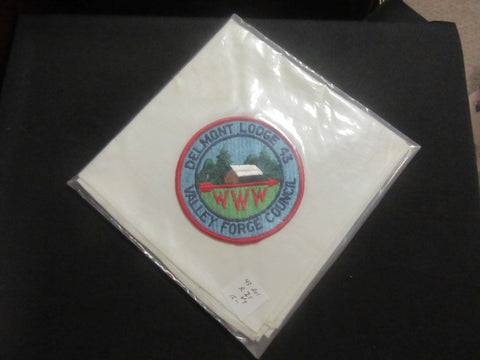 DELMONT LODGE 43
WWW
VALLEY FORGE COUNCIL